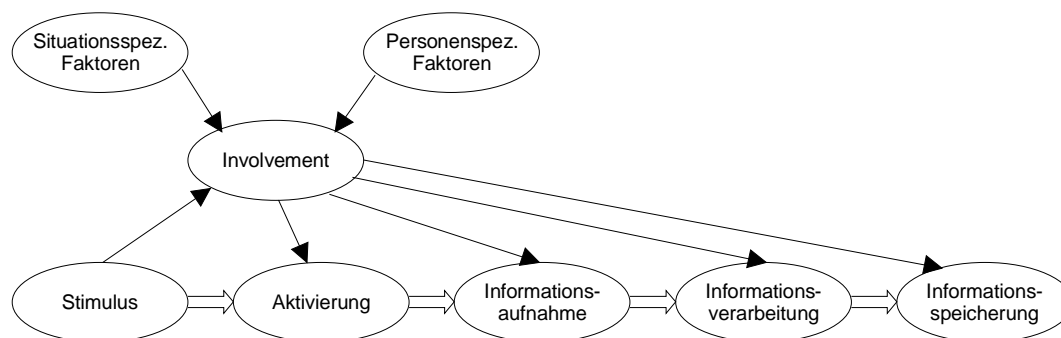 Situationsspez.
Faktoren
Personenspez.
Faktoren
Involvement
Stimulus
Aktivierung
Informations-
aufnahme
Informations-
verarbeitung
Informations-
speicherung